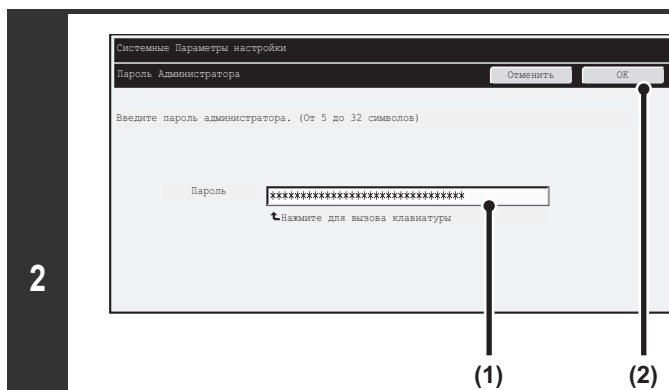 Системные Параметры настройки
Пароль Администратора
Отменить
OK
Введите пароль администратора. (От 5 до 32 символов)
Пароль
********************************
Нажмите для вызова клавиатуры
2
(1)
(2)